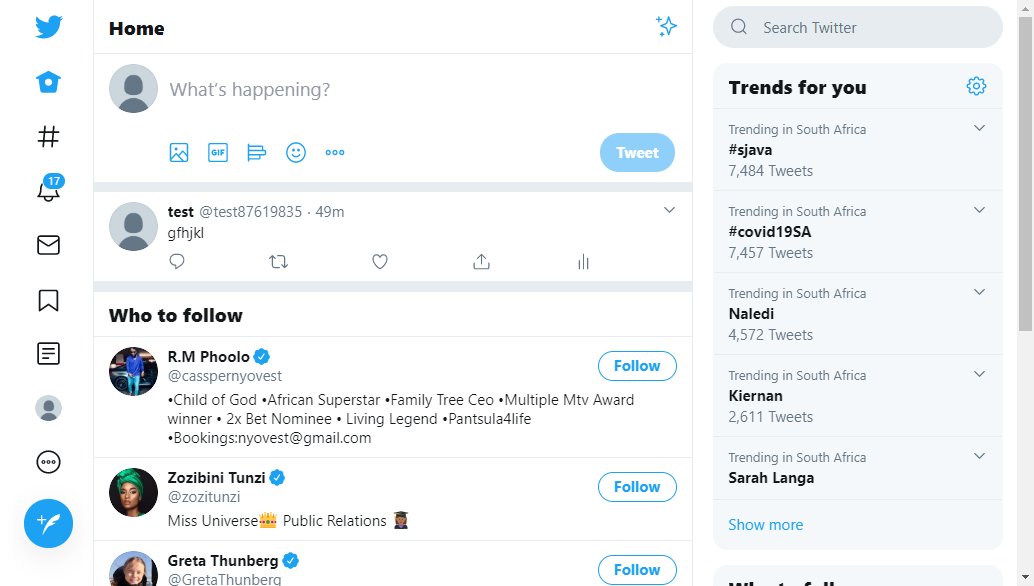 Home
What's happening?
GIF
Tweet
17
test @test87619835 · 49m
gfhjkl
Who to follow
R.M Phoolo
@casspernyovest
Follow
•Child of God •African Superstar •Family Tree Ceo •Multiple Mtv Award
winner • 2x Bet Nominee • Living Legend •Pantsula4life
•Bookings:nyovest@gmail.com
Zozibini Tunzi
@zozitunzi
Follow
Miss Universe👑 Public Relations 👩🏾‍🎓
Greta Thunberg
@GretaThunberg
Follow
Search Twitter
Trends for you
Trending in South Africa
#sjava
7,484 Tweets
Trending in South Africa
#covid19SA
7,457 Tweets
Trending in South Africa
Naledi
4,572 Tweets
Trending in South Africa
Kiernan
2,611 Tweets
Trending in South Africa
Sarah Langa
Show more
Who to follow